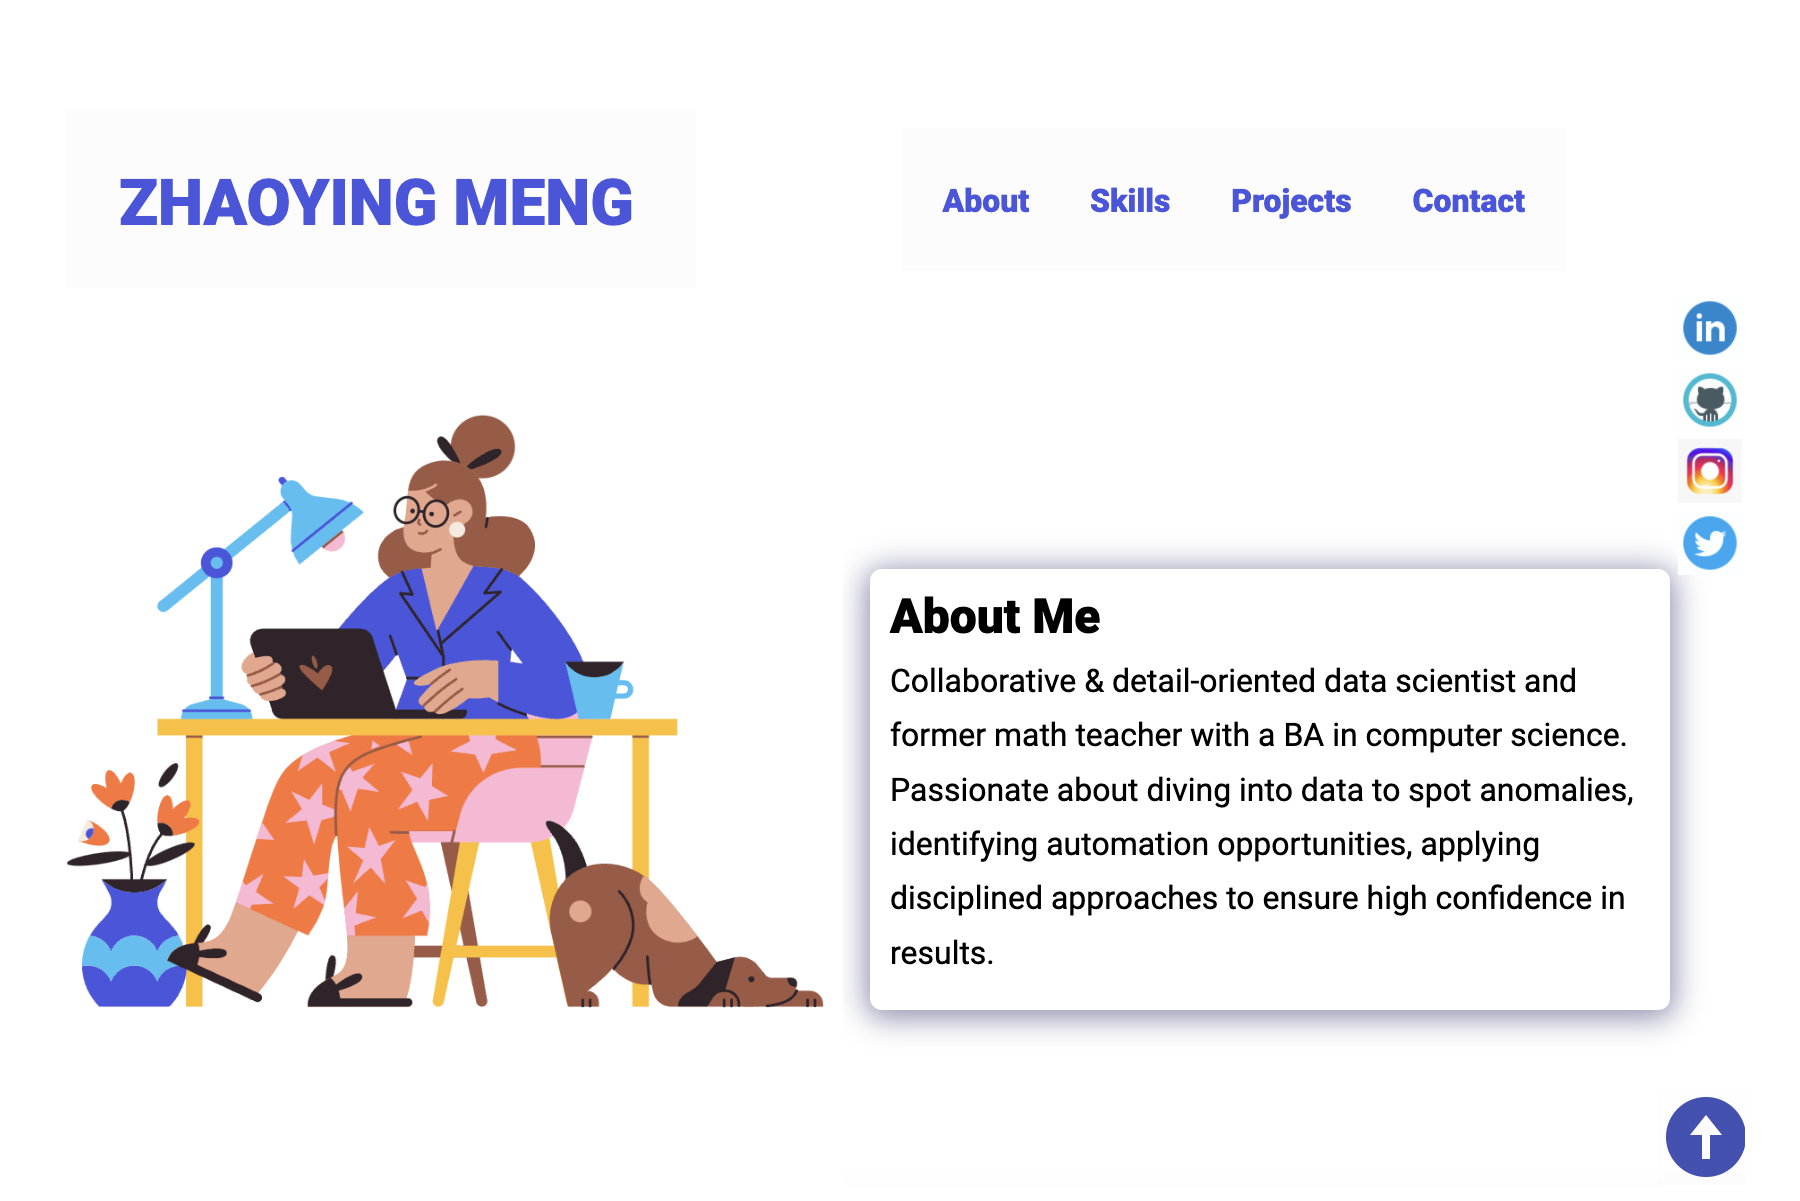 ZHAOYING MENG
About Skills Projects Contact
in
About Me
Collaborative & detail-oriented data scientist and
former math teacher with a BA in computer science.
Passionate about diving into data to spot anomalies,
identifying automation opportunities, applying
disciplined approaches to ensure high confidence in
results.